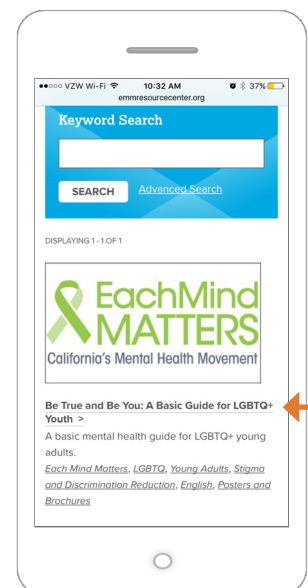 VZW Wi-Fi 10:32 AM 37%
emmresourcecenter.org
Keyword Search
SEARCH Advanced Search
DISPLAYING 1 - 1 OF 1
EachMind
MATTERS
California's Mental Health Movement
Be True and Be You: A Basic Guide for LGBTQ+
Youth >
A basic mental health guide for LGBTQ+ young
adults.
Each Mind Matters, LGBTQ, Young Adults, Stigma
and Discrimination Reduction, English, Posters and
Brochures